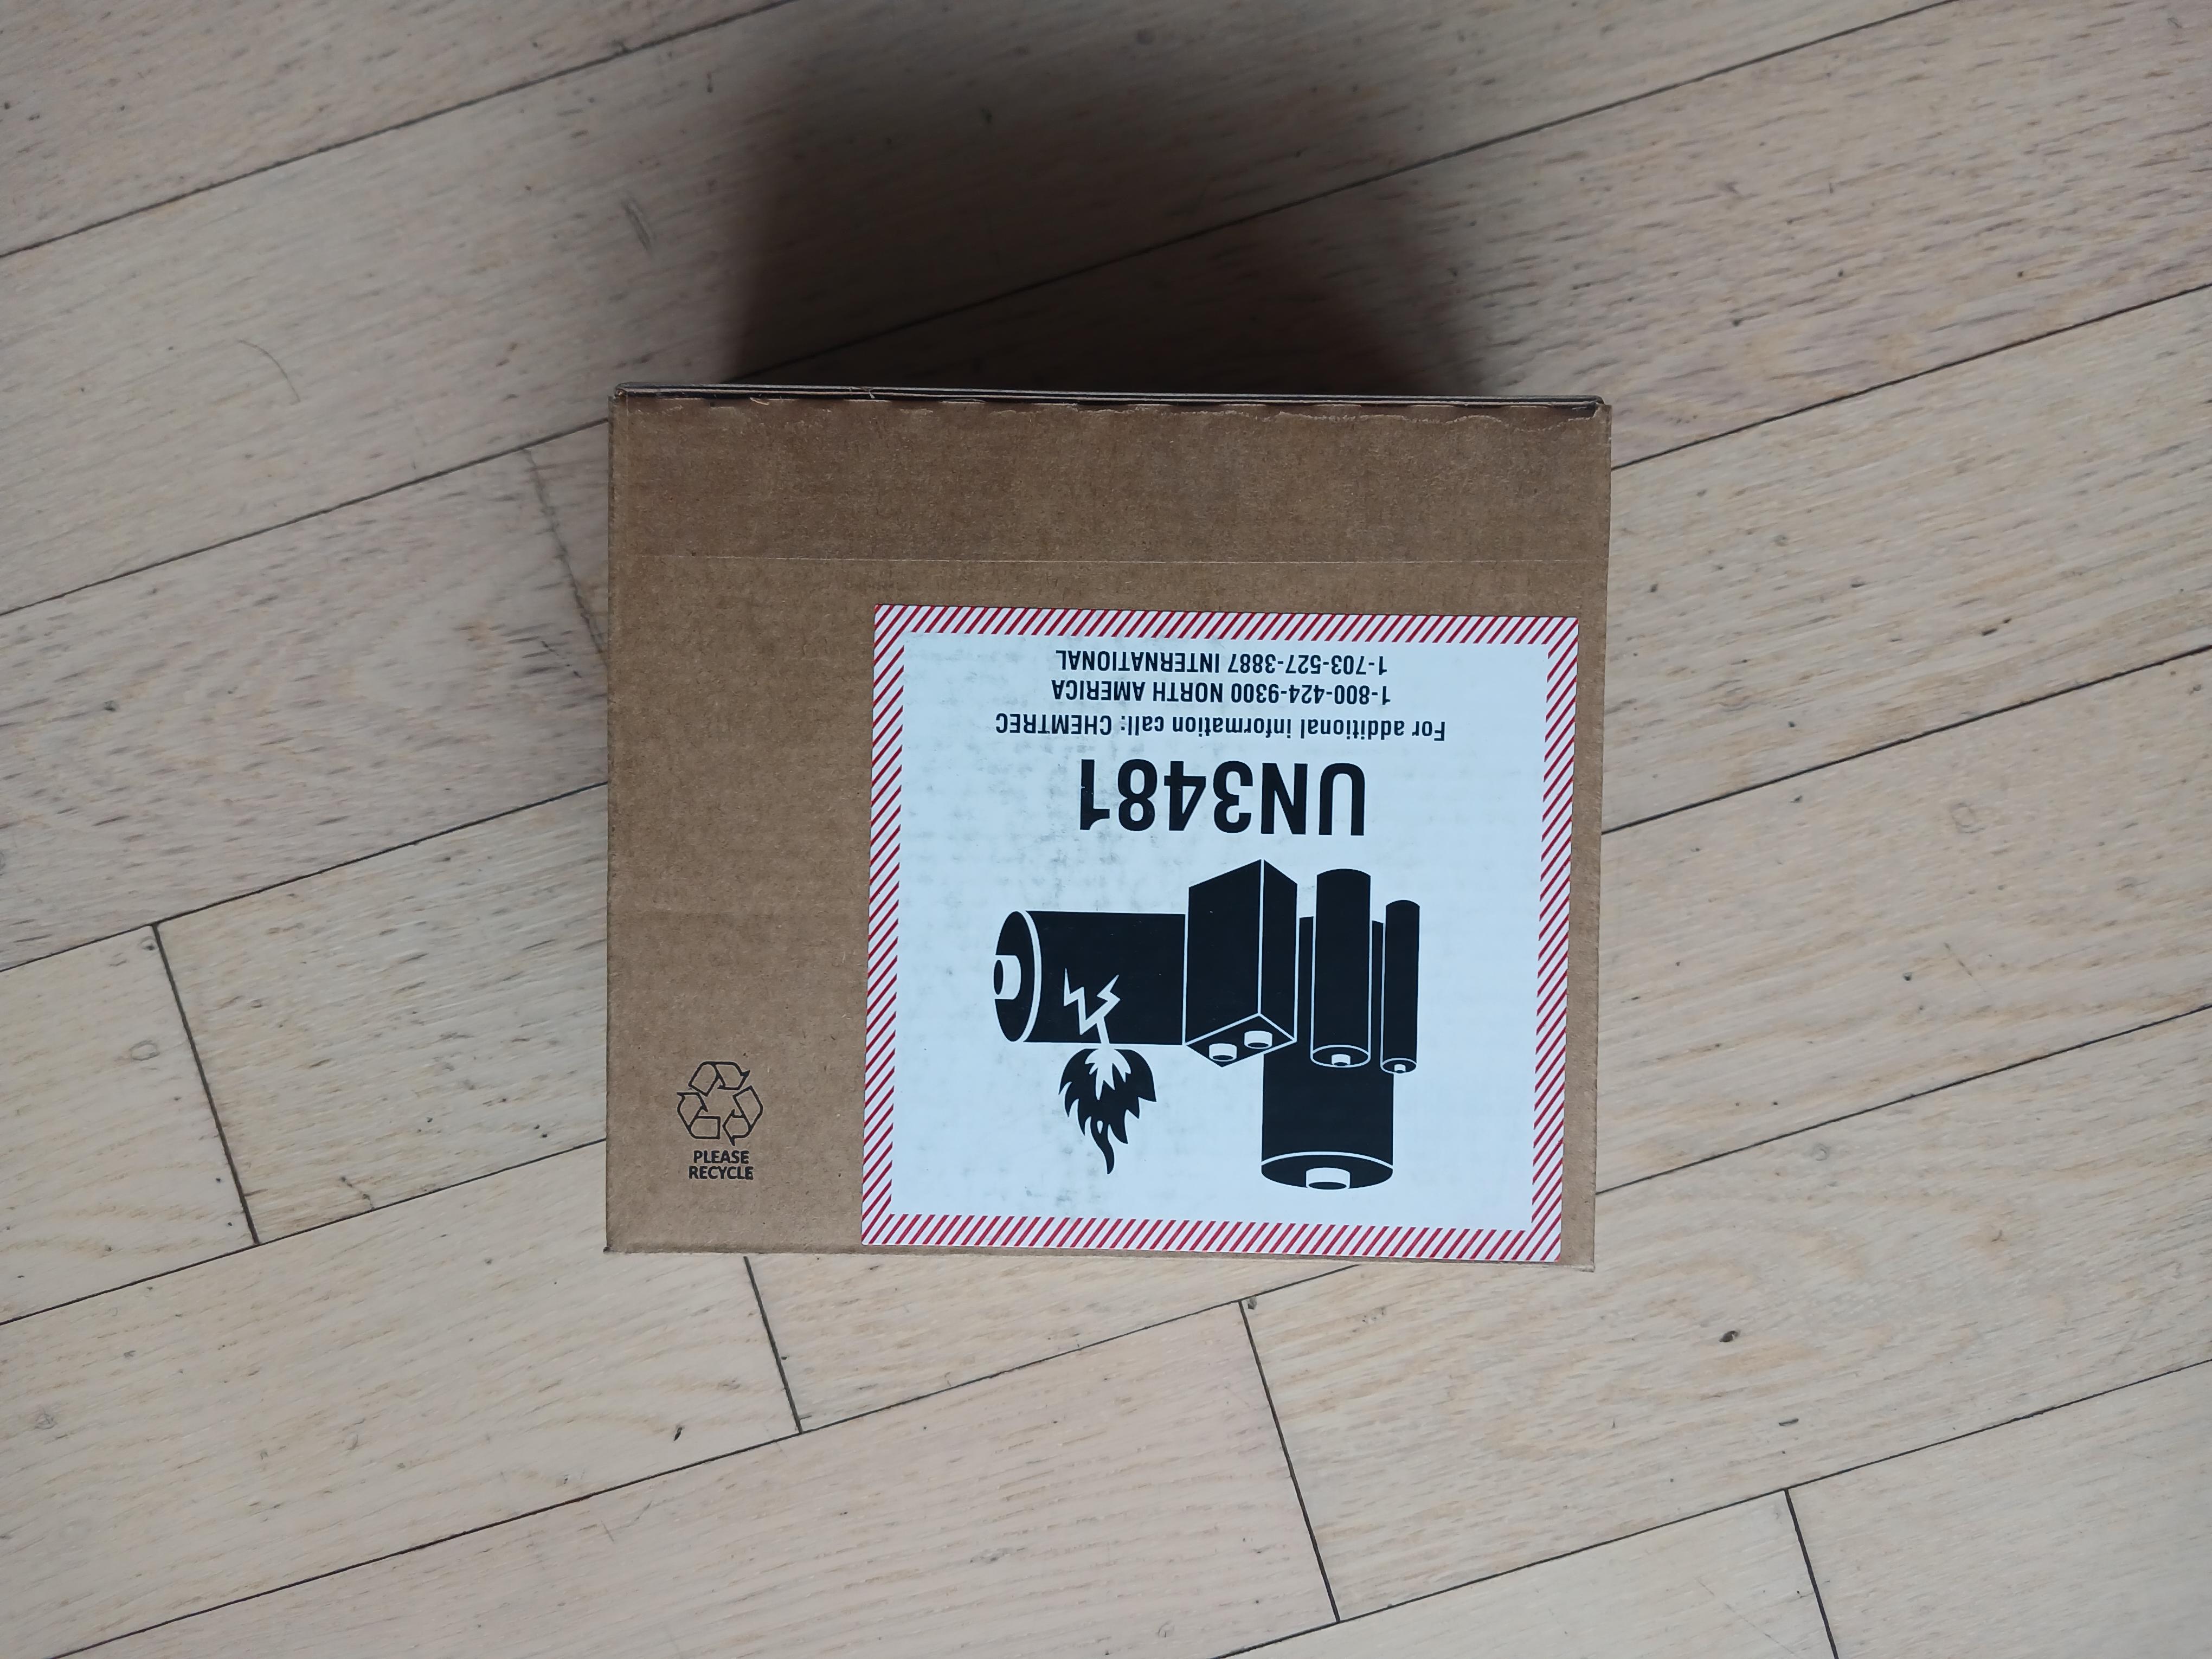 UN3481
For additional information call: CHEMTREC
1-800-424-9300 NORTH AMERICA
1-703-527-3887 INTERNATIONAL
PLEASE
RECYCLE